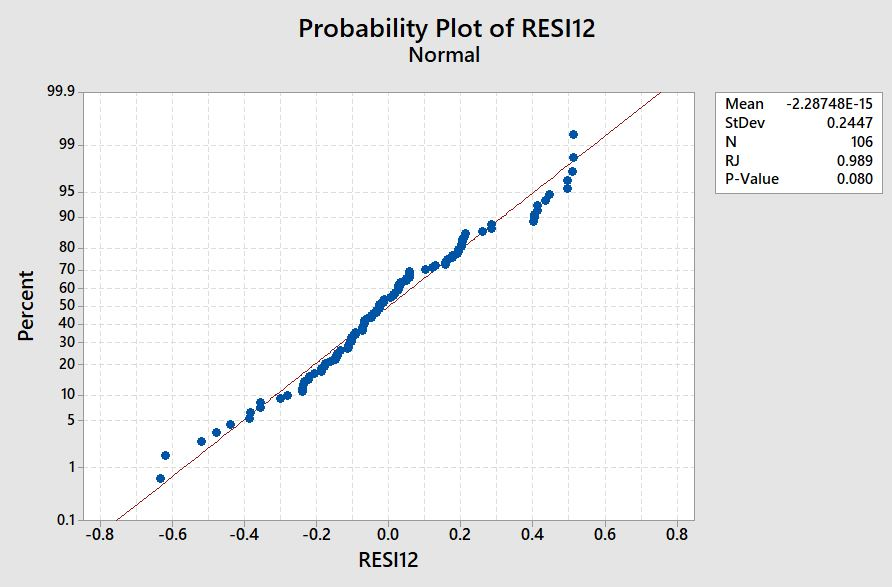 Probability Plot of RESI12
Normal
Mean -2.28748E-15
StDev 0.2447
N 106
RJ 0.989
P-Value 0.080
Percent
99.9
99
95
90
80
70
60
50
40
30
20
10
5
1
0.1
-0.8 -0.6 -0.4 -0.2 0.0 0.2 0.4 0.6 0.8
RESI12